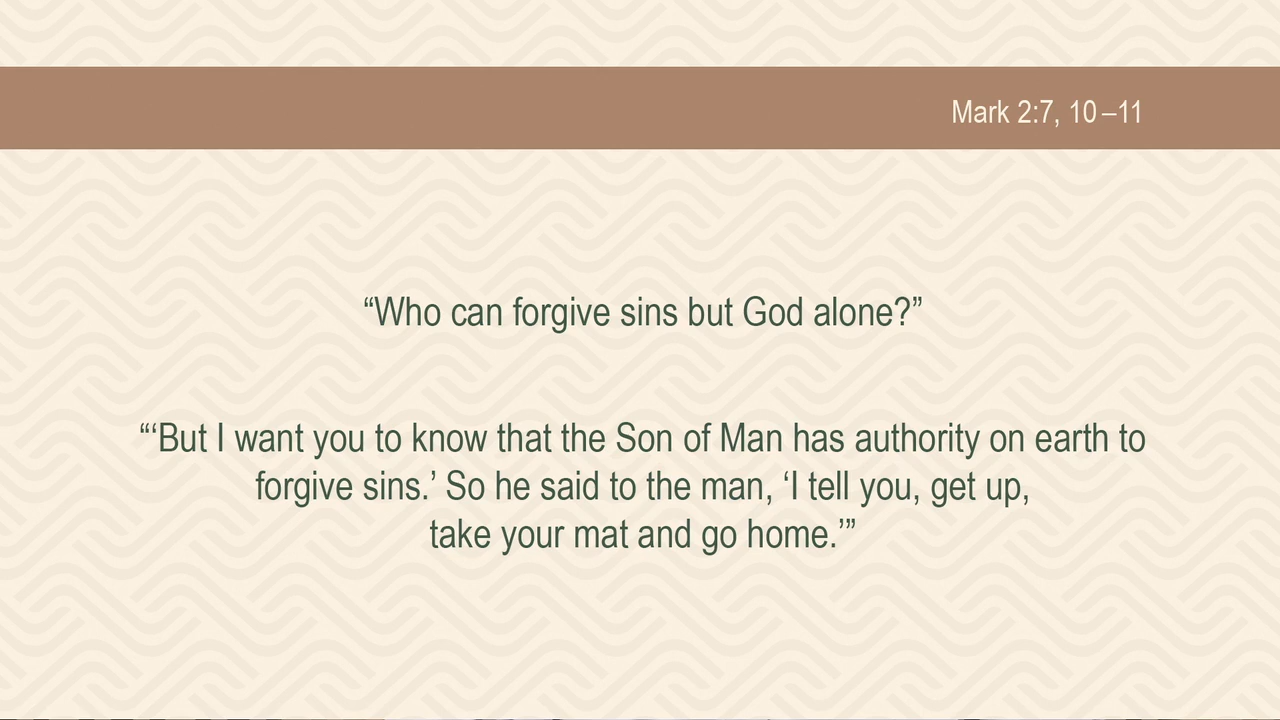 Mark 2:7, 10–11
“Who can forgive sins but God alone?”
“‘But I want you to know that the Son of Man has authority on earth to
forgive sins.’ So he said to the man, ‘I tell you, get up,
take your mat and go home.’”